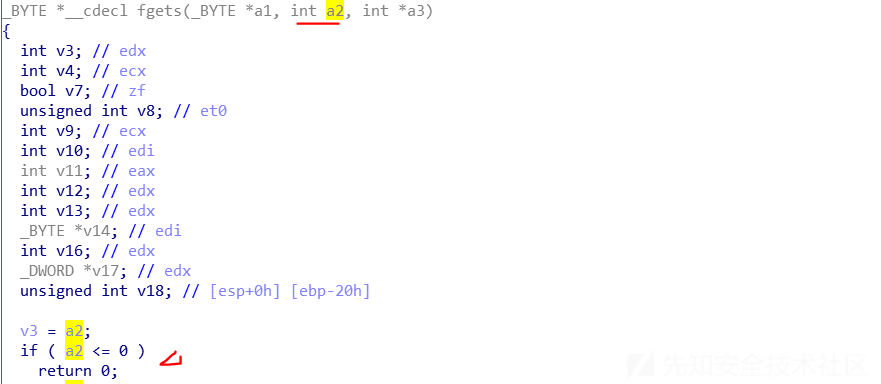 _BYTE *__cdecl fgets(_BYTE *a1, int a2, int *a3)
{
int v3; // edx
int v4; // ecx
bool v7; // zf
unsigned int v8; // et0
int v9; // ecx
int v10; // edi
int v11; // eax
int v12; // edx
int v13; // edx
_BYTE *v14; // edi
int v16; // edx
_DWORD *v17; // edx
unsigned int v18; // [esp+0h] [ebp-20h]
v3 = a2;
if ( a2 <= 0 )
return 0;
先知安全技术社区